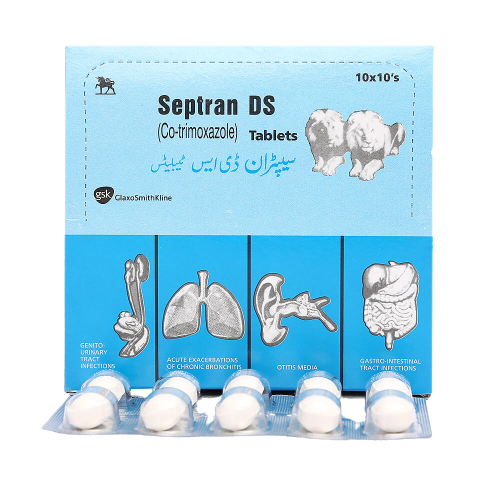 10x10's
Septran DS
(Co-trimoxazole) Tablets
سیپٹران ڈی ایس ٹیبلیٹس
gsk GlaxoSmithKline
GENITO-
URINARY
TRACT
INFECTIONS
ACUTE EXACERBATIONS
OF CHRONIC BRONCHITIS
OTITIS MEDIA
GASTRO-INTESTINAL
TRACT INFECTIONS